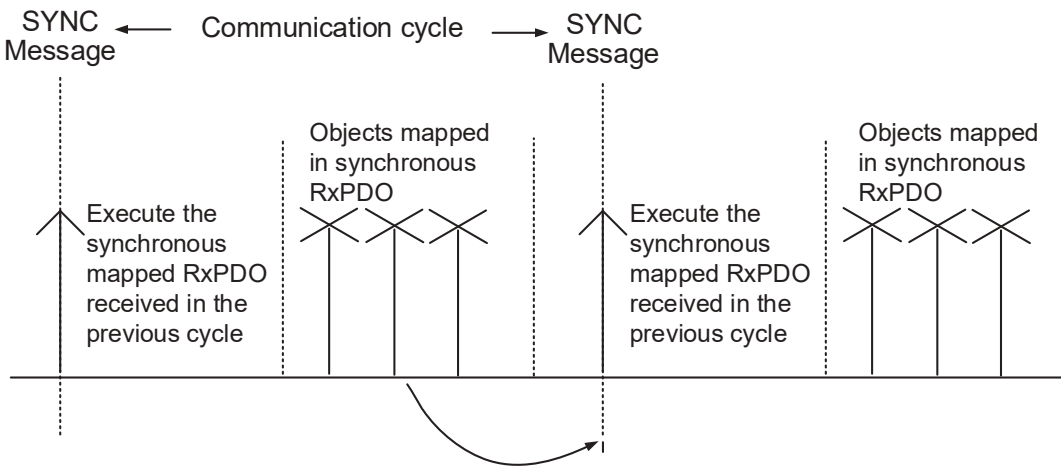 SYNC
Message
Communication cycle
SYNC
Message
Objects mapped
in synchronous
RxPDO
Objects mapped
in synchronous
RxPDO
Execute the
synchronous
mapped RxPDO
received in the
previous cycle
Execute the
synchronous
mapped RxPDO
received in the
previous cycle